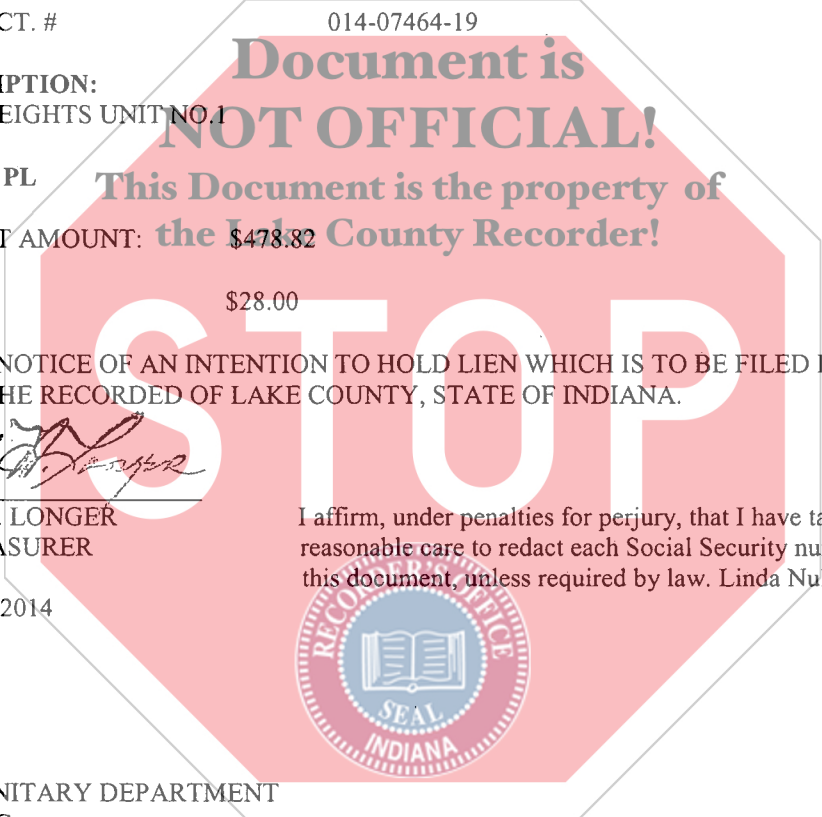 CT. # 014-07464-19
Document is
IPTION:
EIGHTS UNIT NO.1
NOT OFFICIAL!
PL
This Document is the property of
T AMOUNT: $478.82
the Lake County Recorder!
$28.00
STOP
NOTICE OF AN INTENTION TO HOLD LIEN WHICH IS TO BE FILED I
HE RECORDED OF LAKE COUNTY, STATE OF INDIANA.
LONGER
ASURER
I affirm, under penalties for perjury, that I have ta
reasonable care to redact each Social Security nu
this document, unless required by law. Linda Nu
2014
RECORDER'S OFFICE
SEAL
INDIANA
NITARY DEPARTMENT